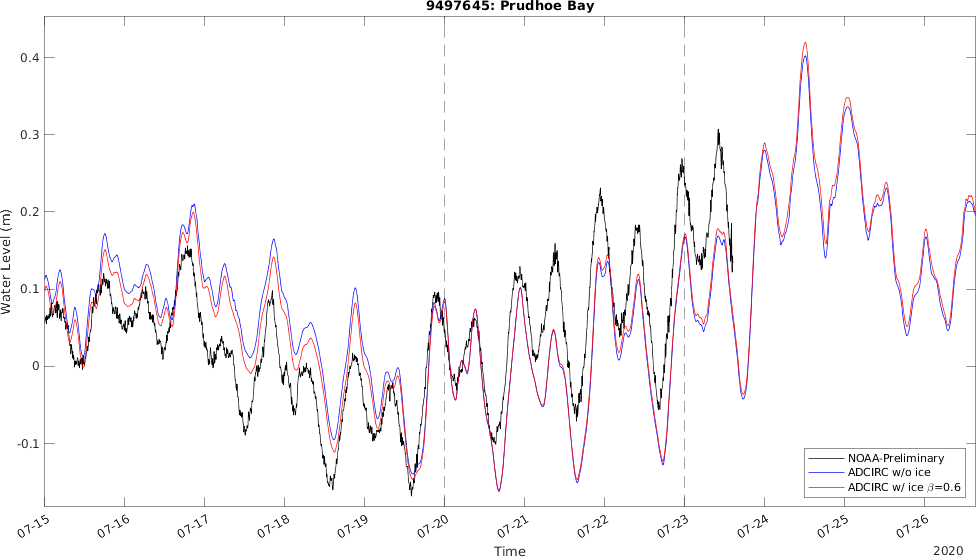 9497645: Prudhoe Bay
Water Level (m)
0.4
0.3
0.2
0.1
0
-0.1
NOAA-Preliminary
ADCIRC w/o ice
ADCIRC w/ ice β=0.6
07-15 07-16 07-17 07-18 07-19 07-20 07-21 07-22 07-23 07-24 07-25 07-26
Time
2020